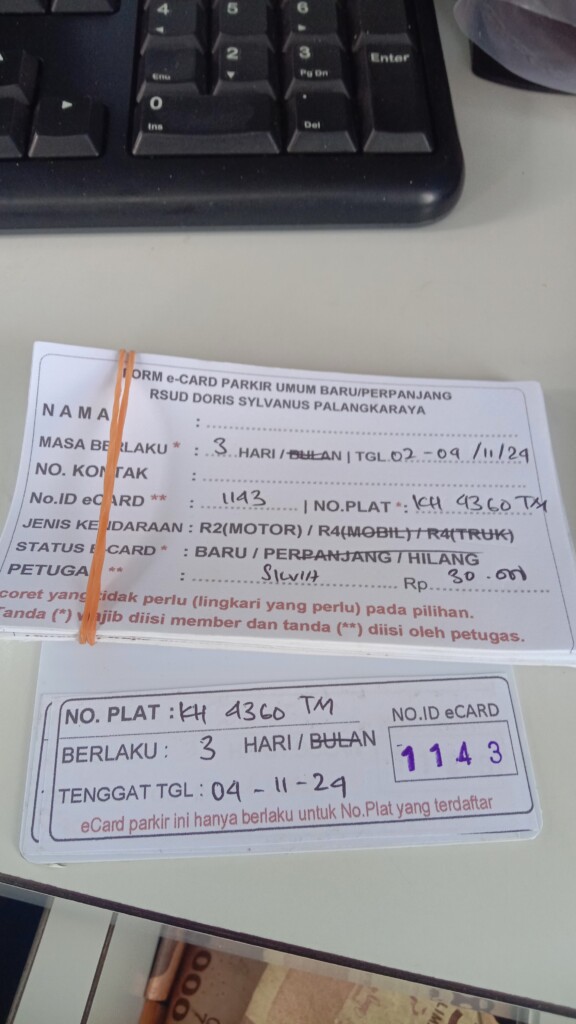 4
5
6
Enter
2
3
Pg Dn
0
Ins
Del
FORM e-CARD PARKIR UMUM BARU/PERPANJANG
RSUD DORIS SYLVANUS PALANGKARAYA
NAMA :
MASA BERLAKU * : 3 HARI / BULAN | TGL. 02 - 04 /11/24
NO. KONTAK :
No.ID eCARD ** : 1143 | NO.PLAT *: KH 4360 TM
JENIS KENDARAAN : R2(MOTOR) / R4(MOBIL) / R4(TRUK)
STATUS E-CARD * : BARU / PERPANJANG / HILANG
PETUGAS ** : SILVIA Rp. 30.000
coret yang tidak perlu (lingkari yang perlu) pada pilihan.
Tanda (*) wajib diisi member dan tanda (**) diisi oleh petugas.
NO. PLAT : KH 4360 TM
NO.ID eCARD
BERLAKU : 3 HARI / BULAN
1143
TENGGAT TGL : 04 - 11 - 24
eCard parkir ini hanya berlaku untuk No.Plat yang terdaftar